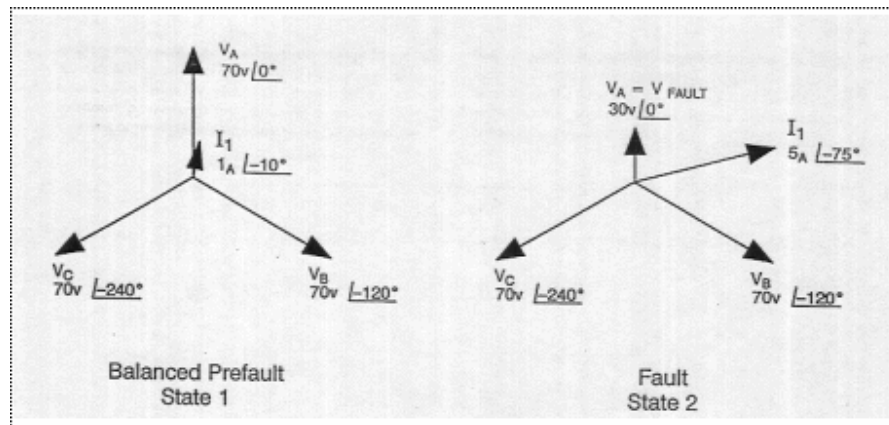 VA
70v/0°
I1
1A /-10°
VC
70v /-240°
VB
70v /-120°
Balanced Prefault
State 1
VA = V FAULT
30v/0°
I1
5A /-75°
VC
70v /-240°
VB
70v /-120°
Fault
State 2